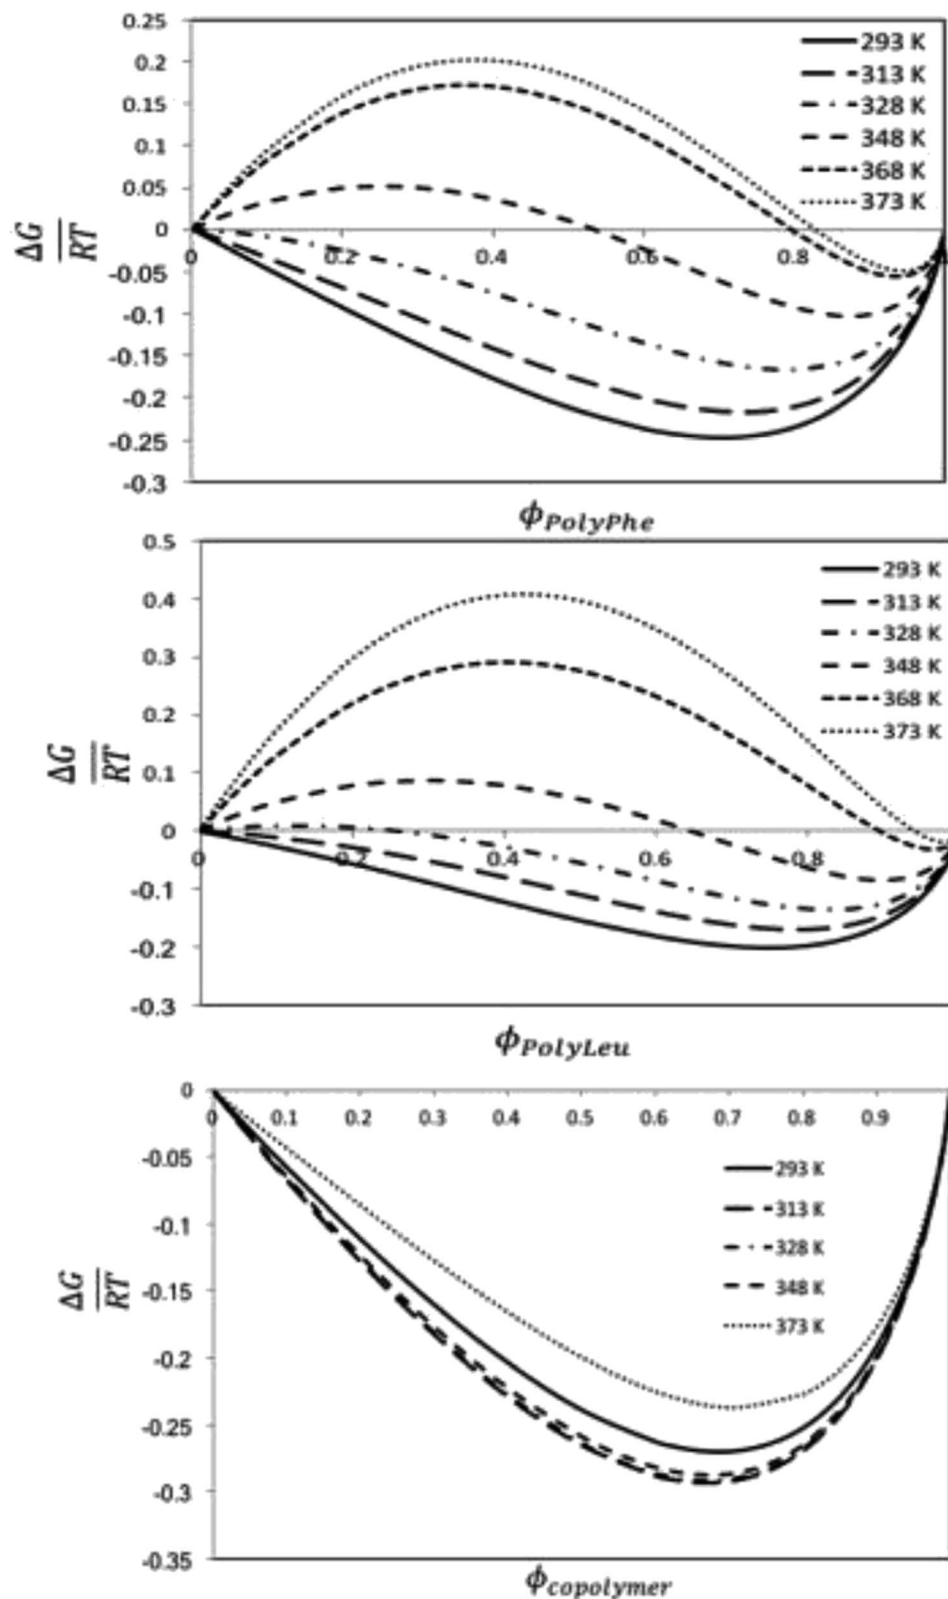 0.25
0.2
0.15
0.1
0.05
0
-0.05
-0.1
-0.15
-0.2
-0.25
-0.3
ΔG
RT
293 K
313 K
328 K
348 K
368 K
373 K
0 0.2 0.4 0.6 0.8
ϕPolyPhe
0.5
0.4
0.3
0.2
0.1
0
-0.1
-0.2
-0.3
ΔG
RT
293 K
313 K
328 K
348 K
368 K
373 K
0 0.2 0.4 0.6 0.8
ϕPolyLeu
0
-0.05
-0.1
-0.15
-0.2
-0.25
-0.3
-0.35
ΔG
RT
0 0.1 0.2 0.3 0.4 0.5 0.6 0.7 0.8 0.9
293 K
313 K
328 K
348 K
373 K
ϕcopolymer